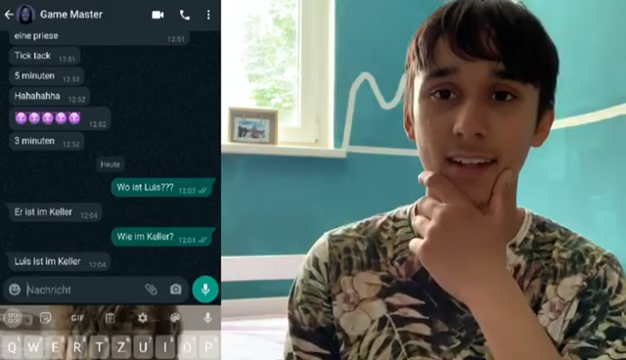 Game Master
eine priese
12:51
Tick tack 12:51
5 minuten 12:52
Hahahahha 12:52
12:52
3 minuten 12:52
Heute
Wo ist Luis??? 12:03
Er ist im Keller 12:04
Wie im Keller? 12:04
Luis ist im Keller 12:04
Nachricht
GIF
Q W E R T Z U I O P